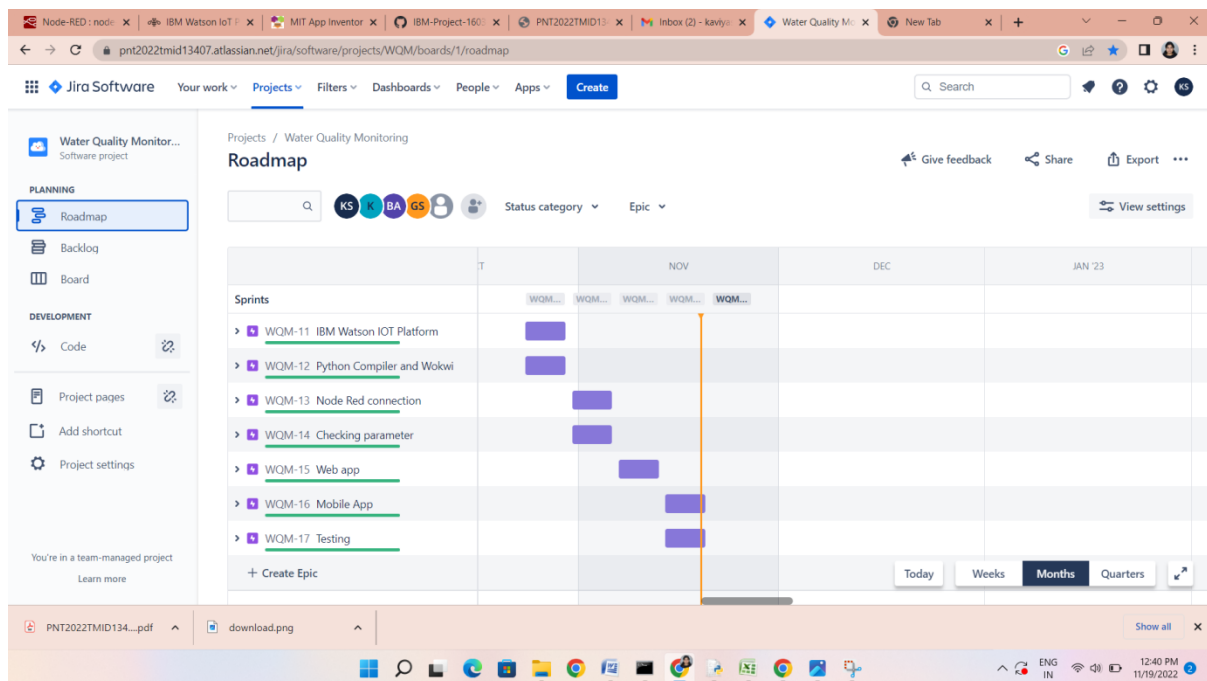 Node-RED : node
IBM Watson IoT P
MIT App Inventor
IBM-Project-1603
PNT2022TMID134
Inbox (2) - kaviya
Water Quality Mo
New Tab
pnt2022tmid13407.atlassian.net/jira/software/projects/WQM/boards/1/roadmap
Jira Software
Your work
Projects
Filters
Dashboards
People
Apps
Create
Search
KS
Water Quality Monitor...
Software project
PLANNING
Roadmap
Backlog
Board
DEVELOPMENT
Code
Project pages
Add shortcut
Project settings
You're in a team-managed project
Learn more
Projects / Water Quality Monitoring
Roadmap
Give feedback
Share
Export
KS K BA GS
Status category
Epic
View settings
NOV
DEC
JAN '23
Sprints
WQM... WQM... WQM... WQM... WQM...
WQM-11 IBM Watson IOT Platform
WQM-12 Python Compiler and Wokwi
WQM-13 Node Red connection
WQM-14 Checking parameter
WQM-15 Web app
WQM-16 Mobile App
WQM-17 Testing
+ Create Epic
Today
Weeks
Months
Quarters
PNT2022TMID134....pdf
download.png
Show all
ENG
IN
12:40 PM
11/19/2022
2